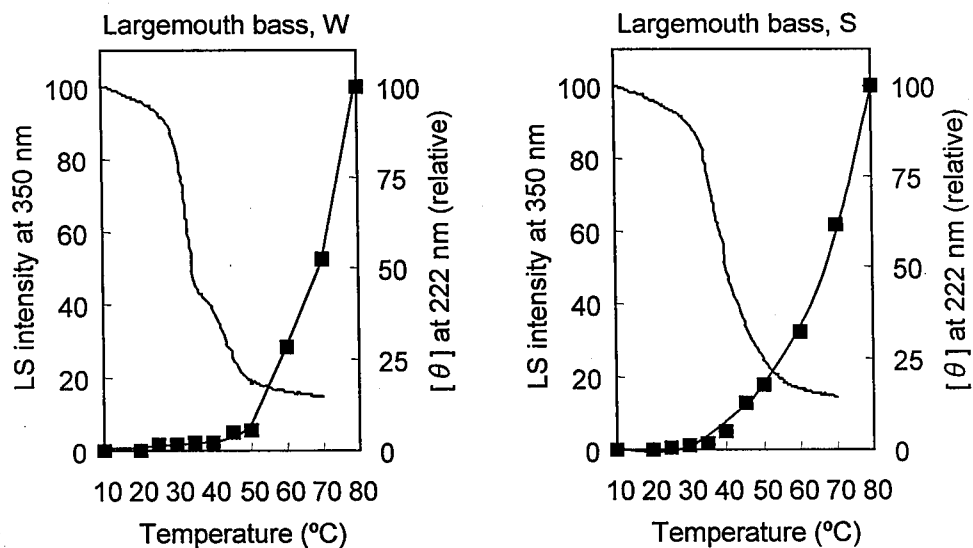 Largemouth bass, W
LS intensity at 350 nm
100
80
60
40
20
0
100
75
50
25
0
[θ] at 222 nm (relative)
10 20 30 40 50 60 70 80
Temperature (ºC)
Largemouth bass, S
LS intensity at 350 nm
100
80
60
40
20
0
100
75
50
25
0
[θ] at 222 nm (relative)
10 20 30 40 50 60 70 80
Temperature (ºC)